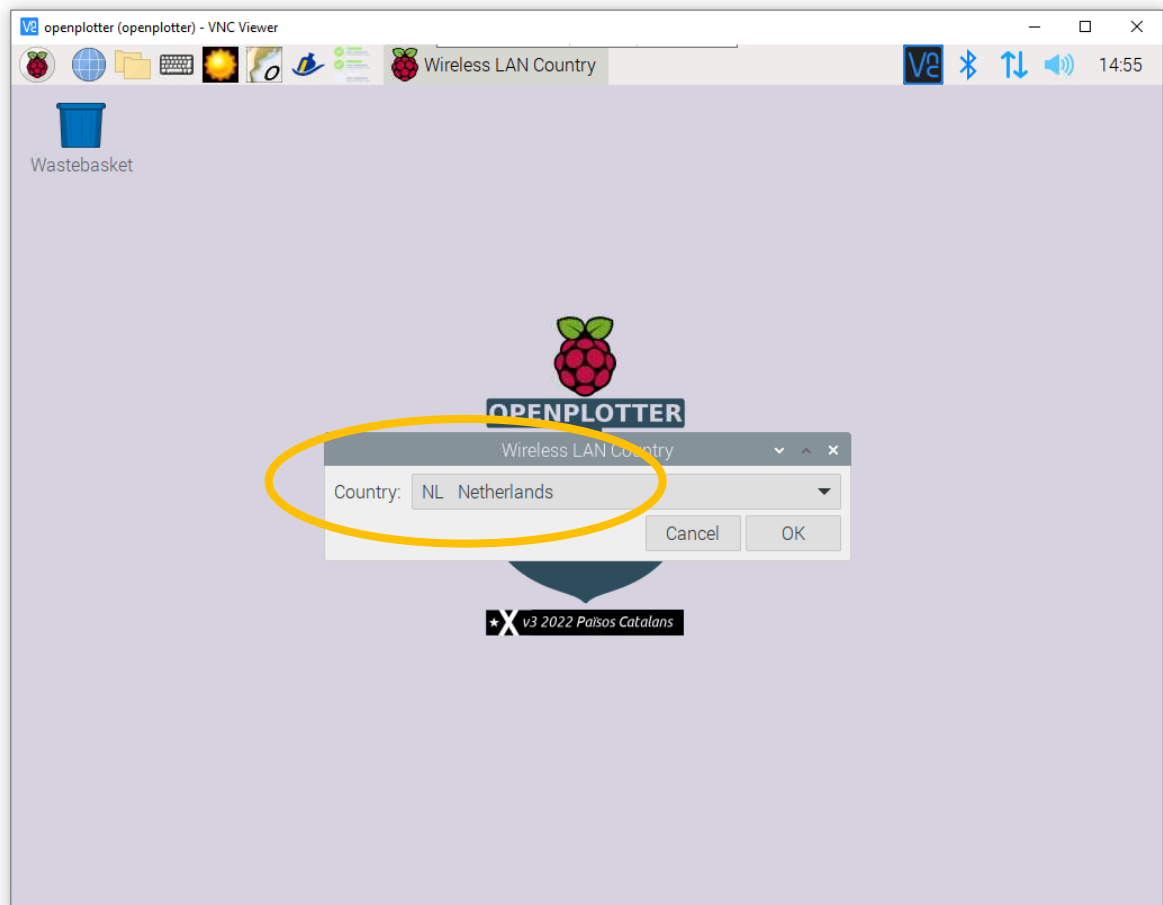 openplotter (openplotter) - VNC Viewer
Wireless LAN Country
14:55
Wastebasket
OPENPLOTTER
Wireless LAN Country
Country: NL Netherlands
Cancel OK
v3 2022 Països Catalans